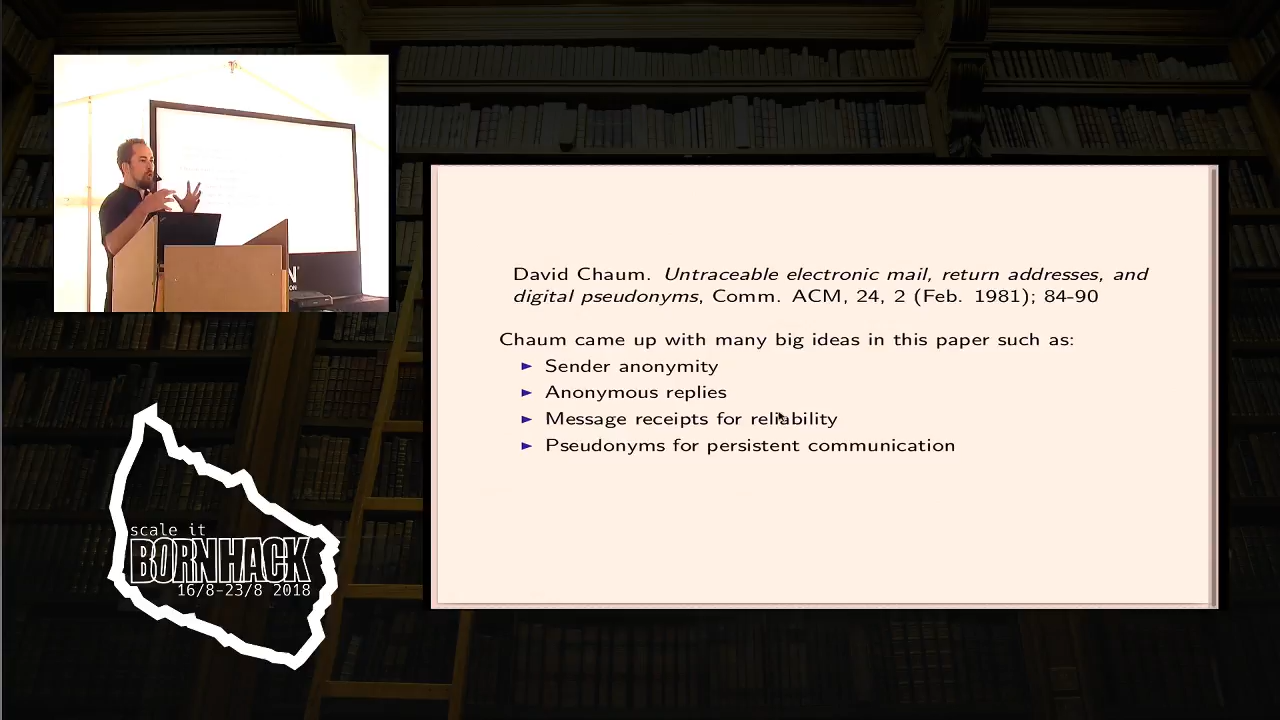 David Chaum. Untraceable electronic mail, return addresses, and
digital pseudonyms, Comm. ACM, 24, 2 (Feb. 1981); 84-90
Chaum came up with many big ideas in this paper such as:
► Sender anonymity
► Anonymous replies
► Message receipts for reliability
► Pseudonyms for persistent communication
scale it
BORNHACK
16/8-23/8 2018